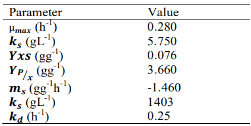 Parameter Value
μmax (h⁻¹) 0.280
ks (gL⁻¹) 5.750
Yxs (gg⁻¹) 0.076
YP/x (gg⁻¹) 3.660
ms (gg⁻¹) -1.460
ks (gL⁻¹) 1403
kd (h⁻¹) 0.25